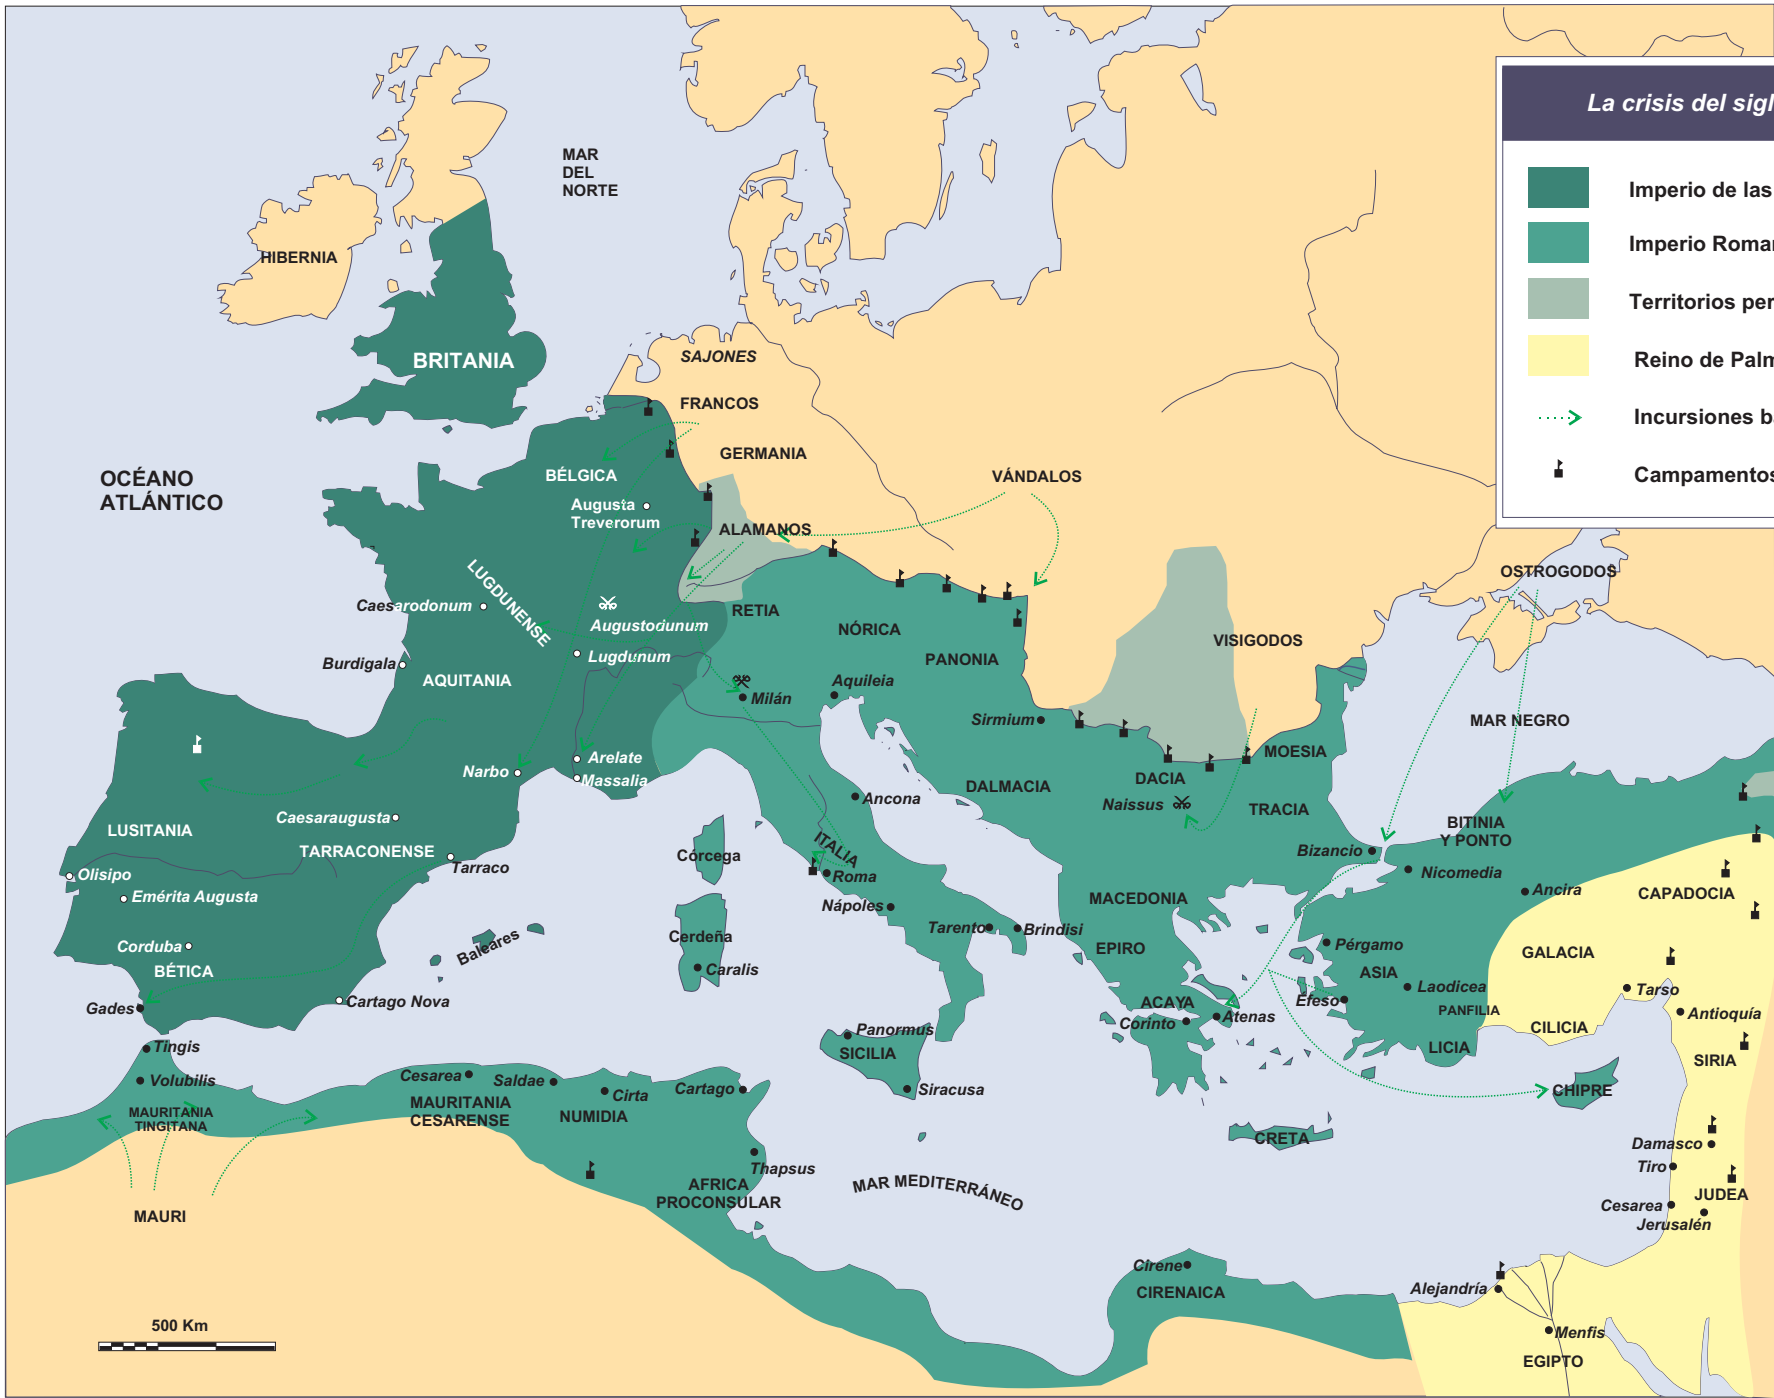 La crisis del sigl
Imperio de las
Imperio Roma
Territorios per
Reino de Palm
Incursiones ba
Campamentos
MAR
DEL
NORTE
HIBERNIA
BRITANIA
OCÉANO
ATLÁNTICO
SAJONES
FRANCOS
GERMANIA
BÉLGICA
Augusta
Treverorum
ALAMANOS
VÁNDALOS
OSTROGODOS
VISIGODOS
LUGDUNENSE
Caesarodonum
Augustodunum
Lugdunum
Burdigala
AQUITANIA
RETIA
NÓRICA
PANONIA
Milán
Aquileia
Sirmium
MAR NEGRO
Narbo
Arelate
Massalia
MOESIA
DACIA
DALMACIA
Naissus
TRACIA
Ancona
LUSITANIA
Caesaraugusta
TARRACONENSE
Tarraco
Olisipo
Emérita Augusta
Corduba
BÉTICA
Gades
Cartago Nova
Baleares
Córcega
Cerdeña
Caralis
ITALIA
Roma
Nápoles
Tarento
Brindisi
MACEDONIA
EPIRO
ACAYA
Corinto
Atenas
Bizancio
BITINIA
Y PONTO
Nicomedia
Ancira
CAPADOCIA
GALACIA
Pérgamo
ASIA
Laodicea
Efeso
PANFILIA
LICIA
CILICIA
Tarso
Antioquía
SIRIA
CHIPRE
CRETA
Panormus
SICILIA
Siracusa
Tingis
Volubilis
MAURITANIA
TINGITANA
MAURI
Cesarea
MAURITANIA
CESARENSE
Saldae
Cirta
NUMIDIA
Cartago
Thapsus
AFRICA
PROCONSULAR
MAR MEDITERRÁNEO
Cirene
CIRENAICA
Damasco
Tiro
JUDEA
Cesarea
Jerusalén
Alejandría
Menfis
EGIPTO
500 Km